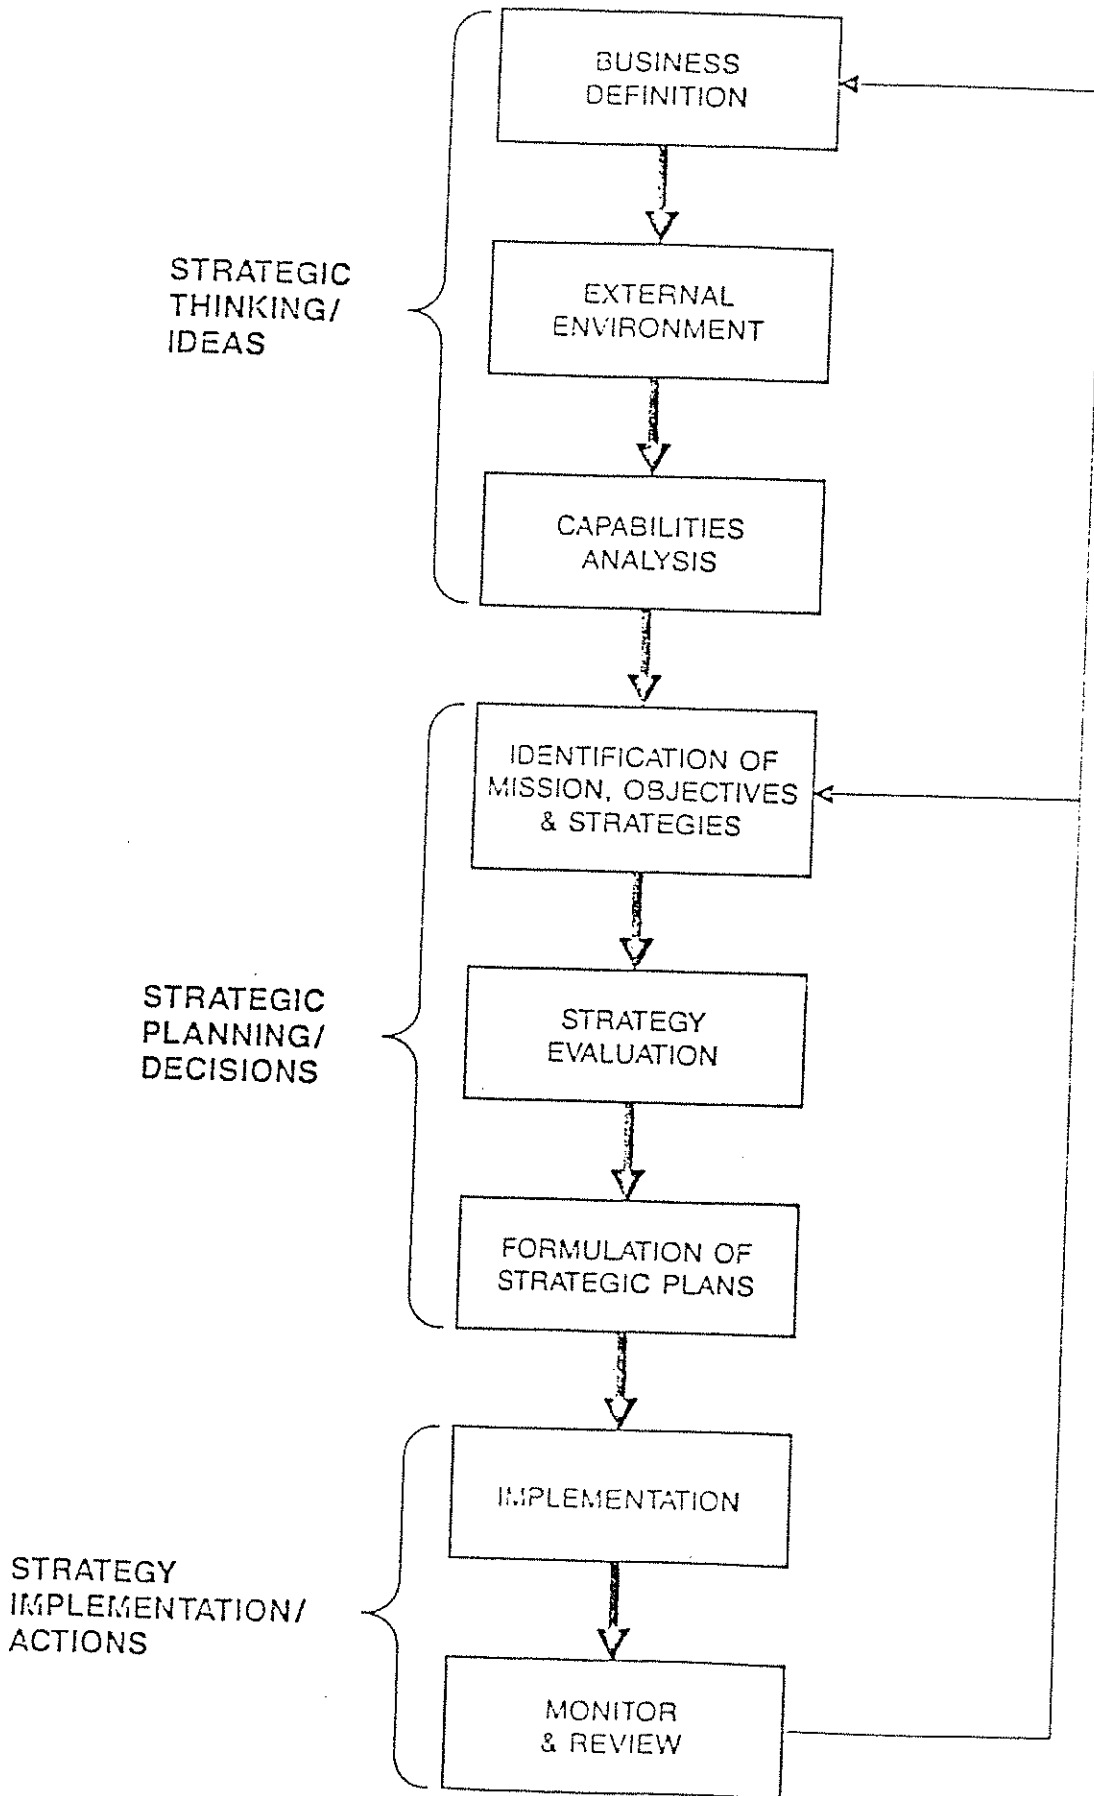 BUSINESS
DEFINITION
STRATEGIC
THINKING/
IDEAS
EXTERNAL
ENVIRONMENT
CAPABILITIES
ANALYSIS
IDENTIFICATION OF
MISSION, OBJECTIVES
& STRATEGIES
STRATEGIC
PLANNING/
DECISIONS
STRATEGY
EVALUATION
FORMULATION OF
STRATEGIC PLANS
IMPLEMENTATION
STRATEGY
IMPLEMENTATION/
ACTIONS
MONITOR
& REVIEW